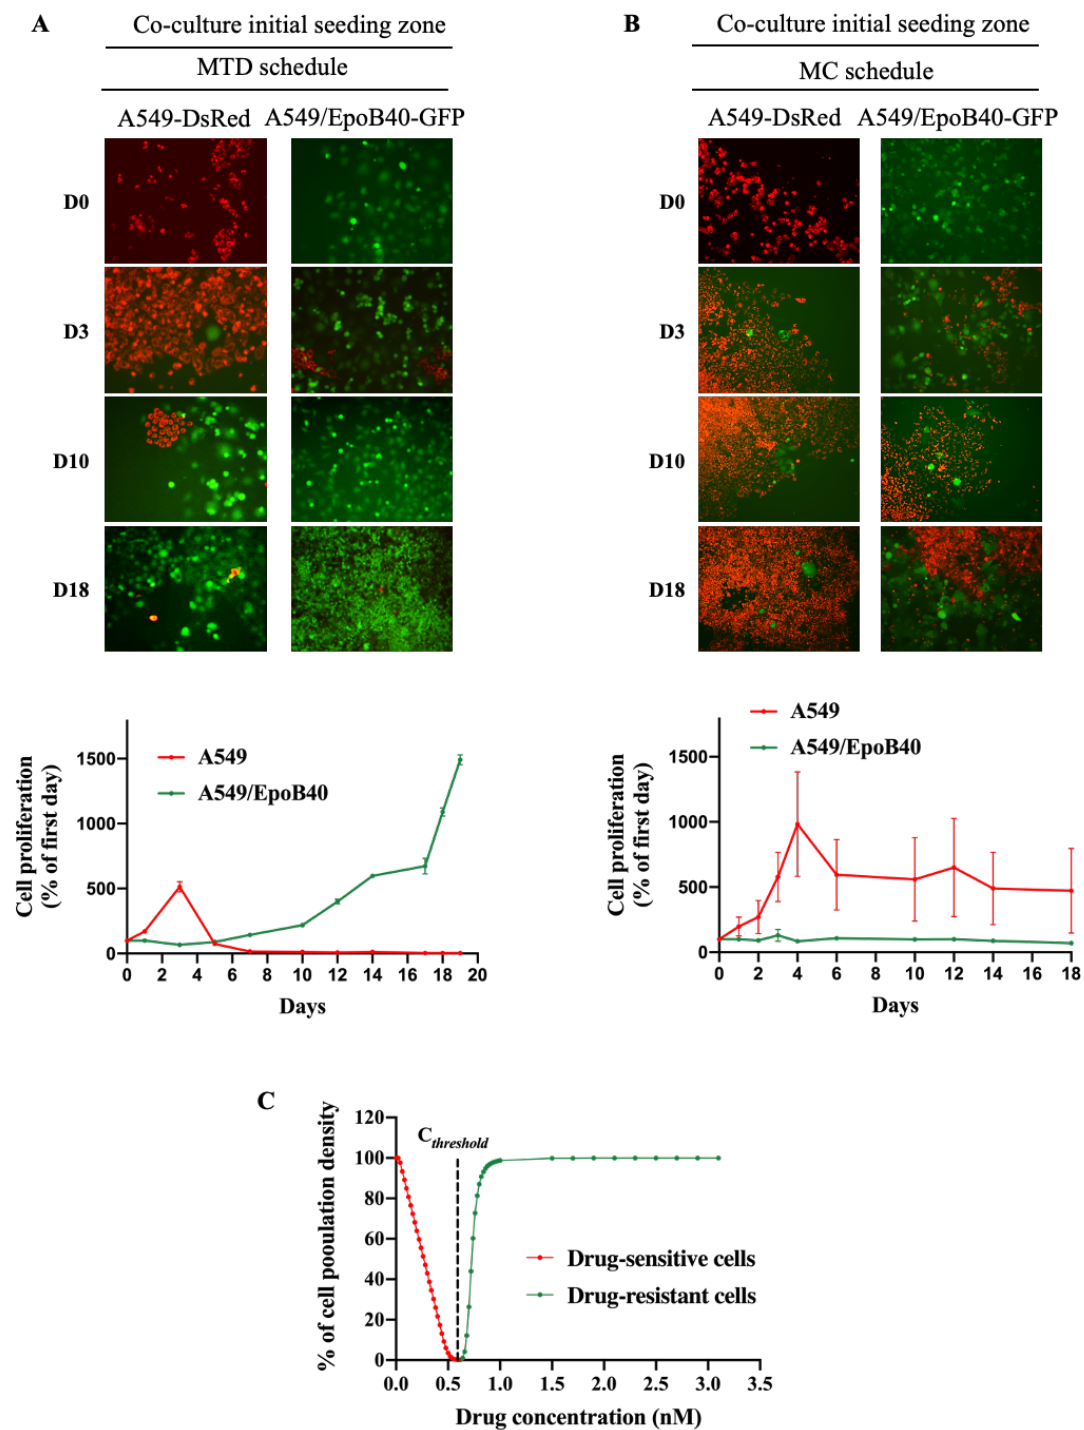 A
Co-culture initial seeding zone
MTD schedule
A549-DsRed A549/EpoB40-GFP
D0
D3
D10
D18
1500
1000
500
0
Cell proliferation
(% of first day)
A549
A549/EpoB40
0 2 4 6 8 10 12 14 16 18 20
Days
B
Co-culture initial seeding zone
MC schedule
A549-DsRed A549/EpoB40-GFP
D0
D3
D10
D18
A549
A549/EpoB40
1500
1000
500
0
Cell proliferation
(% of first day)
0 2 4 6 8 10 12 14 16 18
Days
C
% of cell pooulation density
120
100
80
60
40
20
0
Cthreshold
Drug-sensitive cells
Drug-resistant cells
0.0 0.5 1.0 1.5 2.0 2.5 3.0 3.5
Drug concentration (nM)